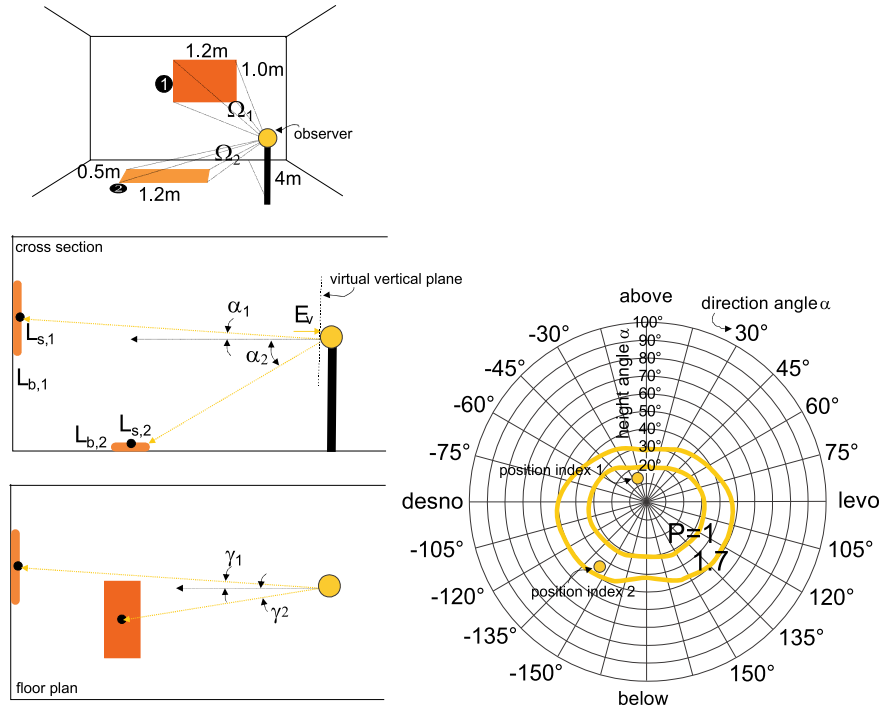 1.2m
1.0m
1
Ω1
observer
Ω2
0.5m
2
1.2m
4m
cross section
virtual vertical plane
α1
Ev
Ls,1
α2
Lb,1
Ls,2
Lb,2
γ1
γ2
floor plan
above
direction angle α
-30°
30°
100°
90°
80°
70°
60°
50°
40°
30°
20°
height angle α
-45°
45°
-60°
60°
-75°
75°
position index 1
desno
levo
P=1
1.7
-105°
105°
position index 2
-120°
120°
-135°
135°
-150°
150°
below